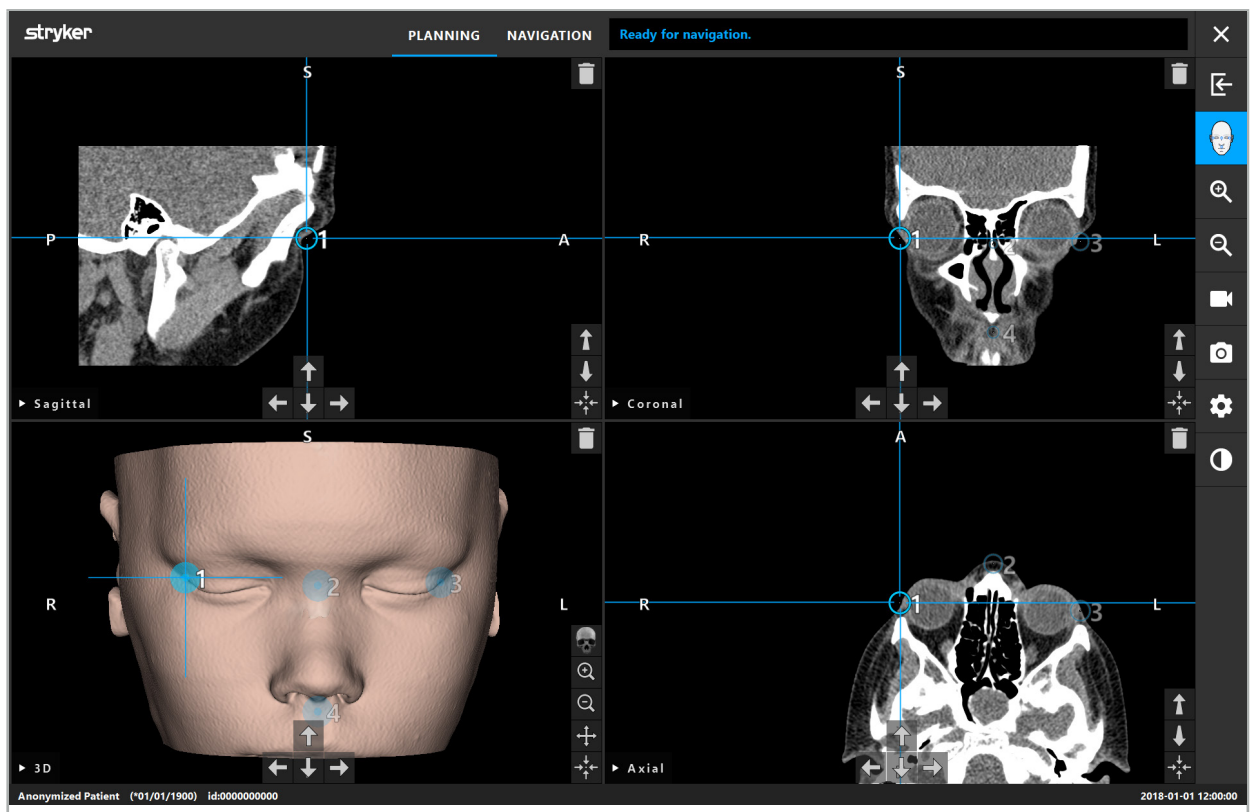 stryker
PLANNING
NAVIGATION
Ready for navigation.
S
P
1
A
Sagittal
S
R
1
2
3
L
4
Coronal
S
1
2
3
R
L
4
3D
A
2
R
1
3
L
Axial
Anonymized Patient (*01/01/1900) id:0000000000
2018-01-01 12:00:00